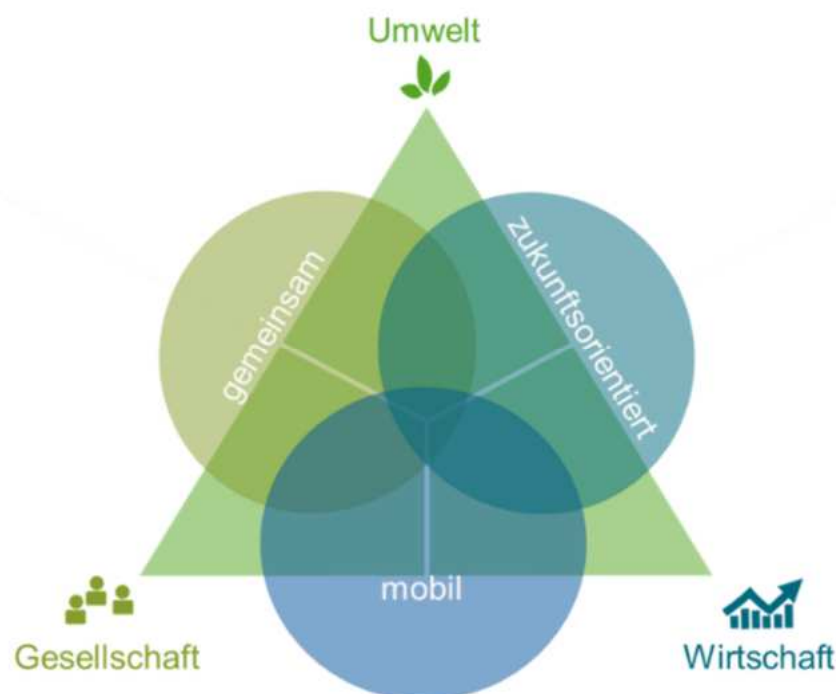 Umwelt
gemeinsam
zukunftsorientiert
mobil
Gesellschaft
Wirtschaft